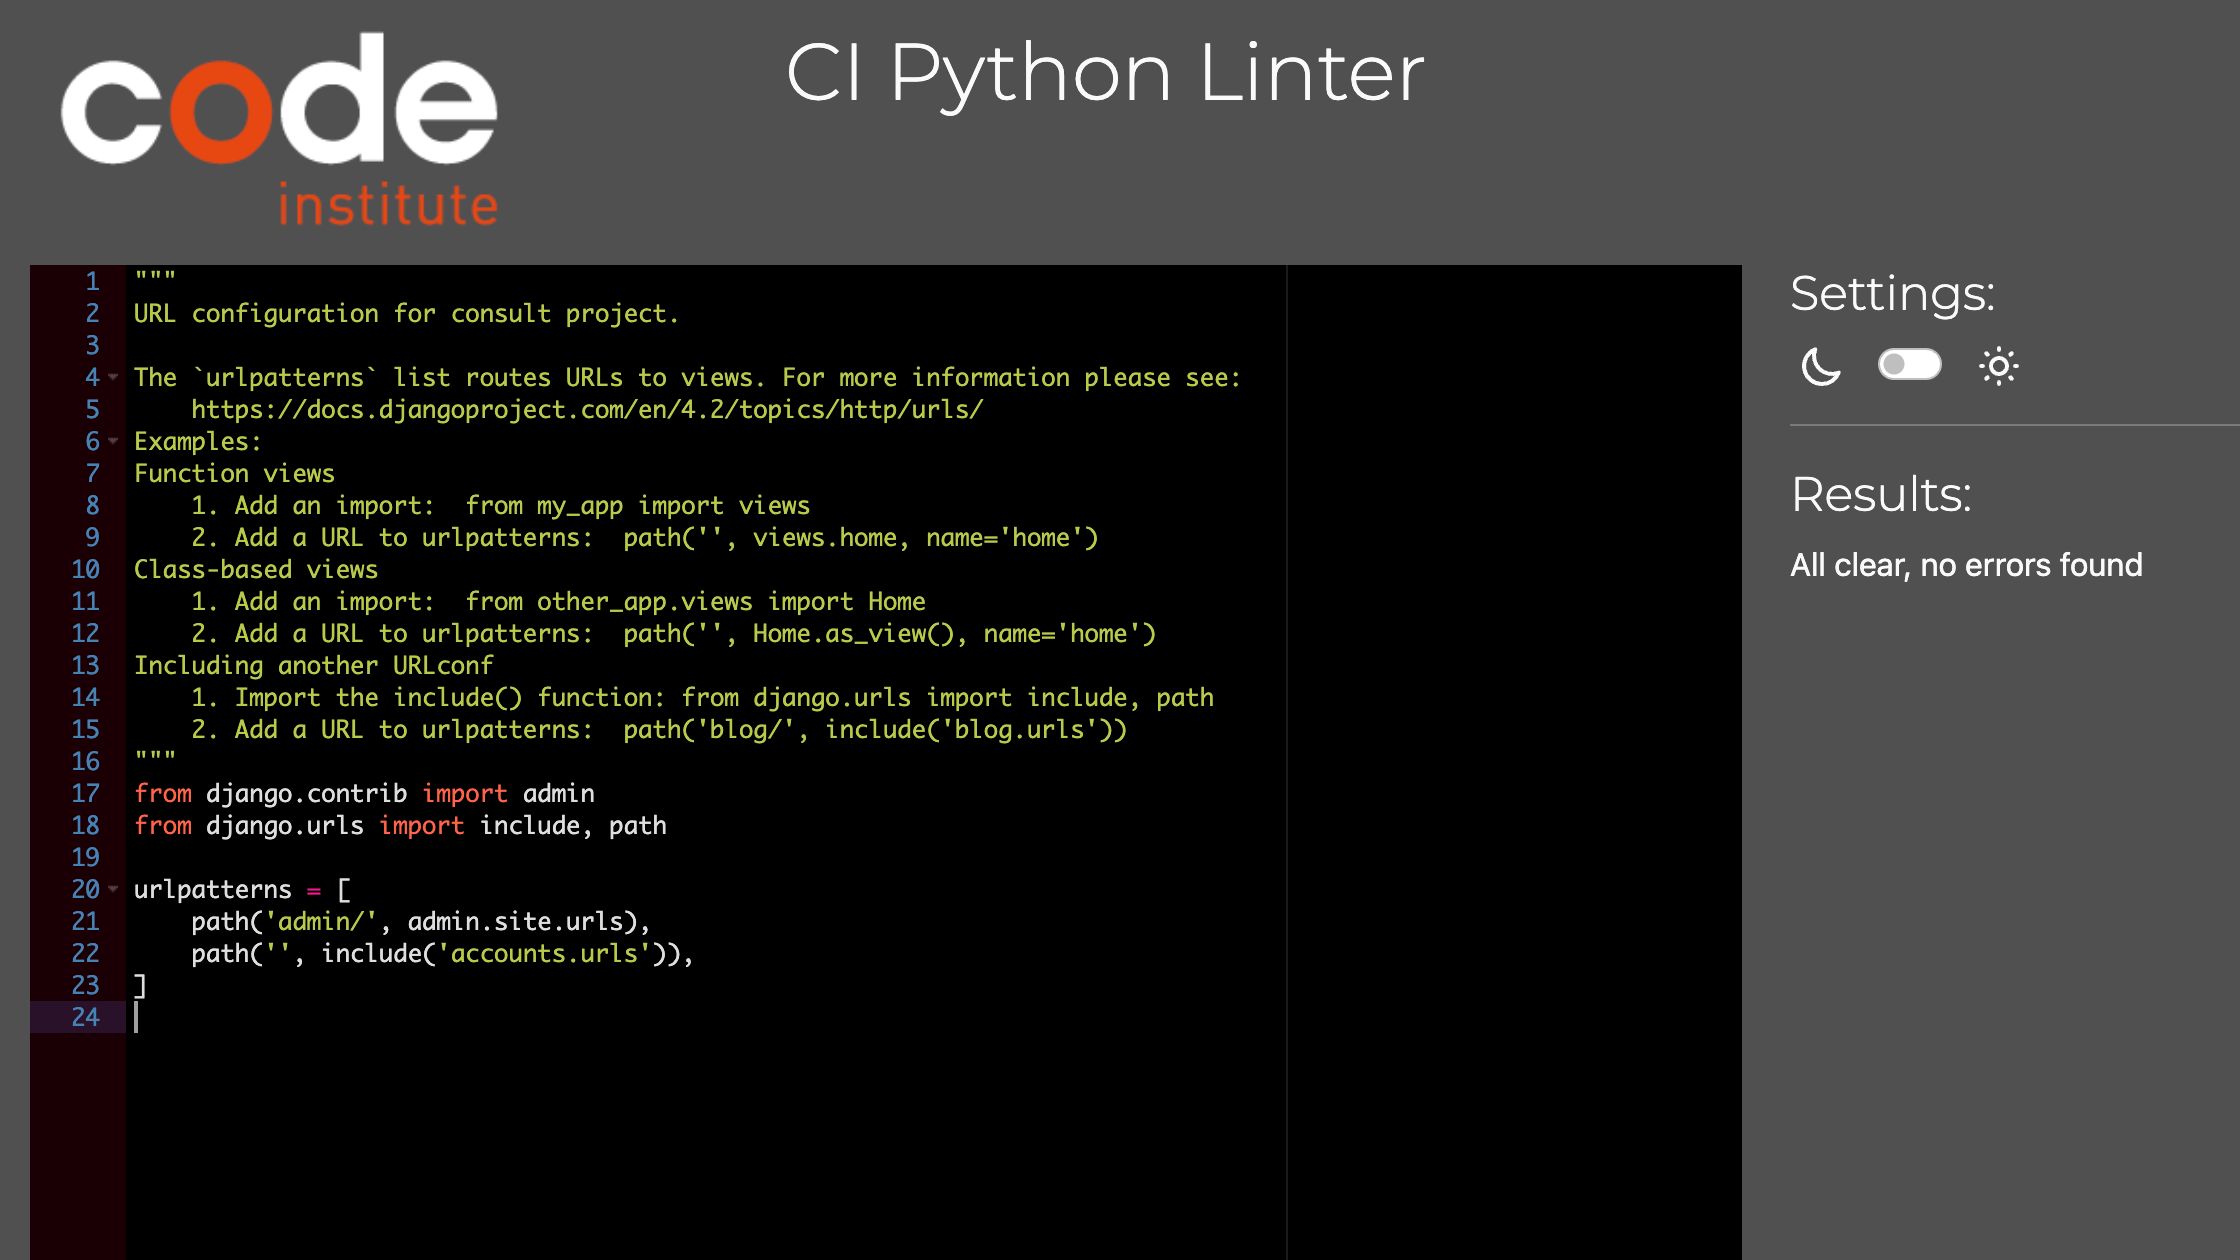 code
institute
CI Python Linter
1 """
2 URL configuration for consult project.
3
4 The `urlpatterns` list routes URLs to views. For more information please see:
5     https://docs.djangoproject.com/en/4.2/topics/http/urls/
6 Examples:
7 Function views
8     1. Add an import:  from my_app import views
9     2. Add a URL to urlpatterns:  path('', views.home, name='home')
10 Class-based views
11     1. Add an import:  from other_app.views import Home
12     2. Add a URL to urlpatterns:  path('', Home.as_view(), name='home')
13 Including another URLconf
14     1. Import the include() function: from django.urls import include, path
15     2. Add a URL to urlpatterns:  path('blog/', include('blog.urls'))
16 """
17 from django.contrib import admin
18 from django.urls import include, path
19
20 urlpatterns = [
21     path('admin/', admin.site.urls),
22     path('', include('accounts.urls')),
23 ]
24
Settings:
Results:
All clear, no errors found